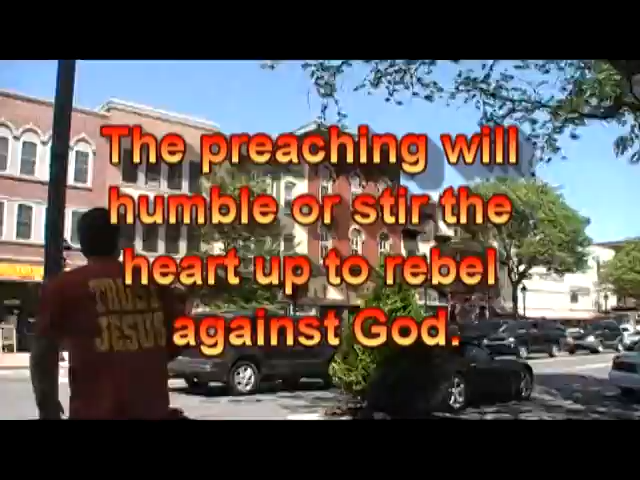 The preaching will
humble or stir the
heart up to rebel
against God.
TRUST
JESUS